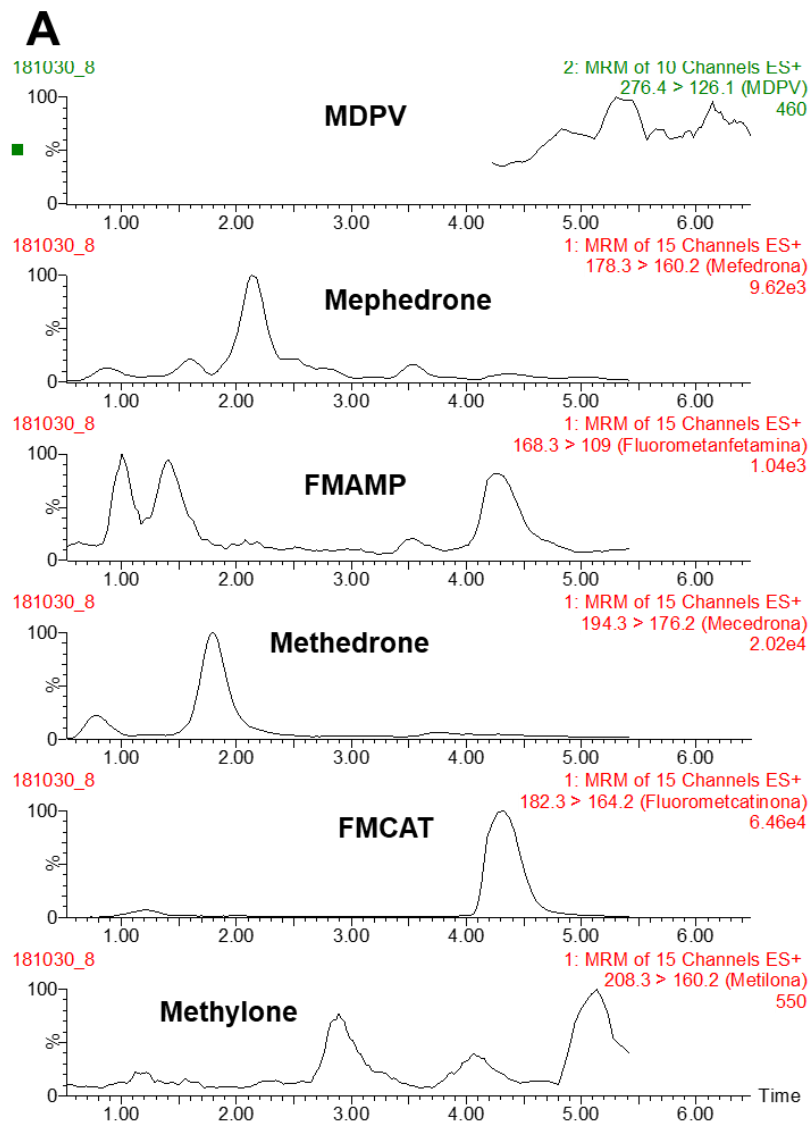 A
181030_8
2: MRM of 10 Channels ES+
276.4 > 126.1 (MDPV)
460
MDPV
100
%
0
1.00 2.00 3.00 4.00 5.00 6.00
181030_8
1: MRM of 15 Channels ES+
178.3 > 160.2 (Mefedrona)
9.62e3
Mephedrone
100
%
0
1.00 2.00 3.00 4.00 5.00 6.00
181030_8
1: MRM of 15 Channels ES+
168.3 > 109 (Fluorometanfetamina)
1.04e3
FMAMP
100
%
0
1.00 2.00 3.00 4.00 5.00 6.00
181030_8
1: MRM of 15 Channels ES+
194.3 > 176.2 (Mecedrona)
2.02e4
Methedrone
100
%
0
1.00 2.00 3.00 4.00 5.00 6.00
181030_8
1: MRM of 15 Channels ES+
182.3 > 164.2 (Fluorometcatinona)
6.46e4
FMCAT
100
%
0
1.00 2.00 3.00 4.00 5.00 6.00
181030_8
1: MRM of 15 Channels ES+
208.3 > 160.2 (Metilona)
550
Methylone
100
%
0
Time
1.00 2.00 3.00 4.00 5.00 6.00